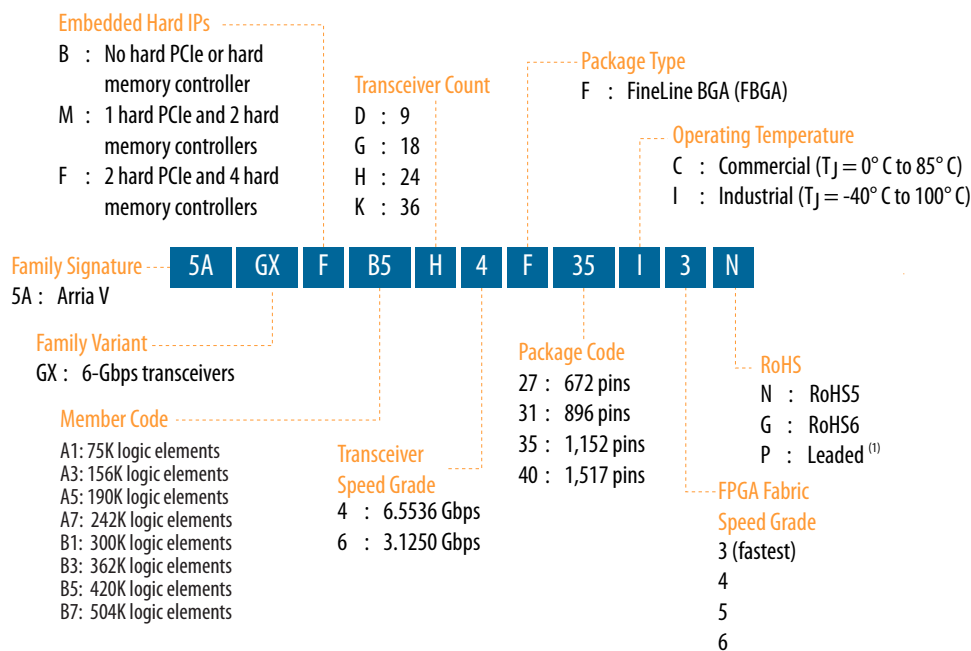 Embedded Hard IPs
B : No hard PCIe or hard
memory controller
M : 1 hard PCIe and 2 hard
memory controllers
F : 2 hard PCIe and 4 hard
memory controllers
Transceiver Count
D : 9
G : 18
H : 24
K : 36
Package Type
F : FineLine BGA (FBGA)
Operating Temperature
C : Commercial (TJ = 0° C to 85° C)
I : Industrial (TJ = -40° C to 100° C)
5A GX F B5 H 4 F 35 I 3 N
Family Signature
5A : Arria V
Family Variant
GX : 6-Gbps transceivers
Member Code
A1: 75K logic elements
A3: 156K logic elements
A5: 190K logic elements
A7: 242K logic elements
B1: 300K logic elements
B3: 362K logic elements
B5: 420K logic elements
B7: 504K logic elements
Transceiver
Speed Grade
4 : 6.5536 Gbps
6 : 3.1250 Gbps
Package Code
27 : 672 pins
31 : 896 pins
35 : 1,152 pins
40 : 1,517 pins
RoHS
N : RoHS5
G : RoHS6
P : Leaded (1)
FPGA Fabric
Speed Grade
3 (fastest)
4
5
6